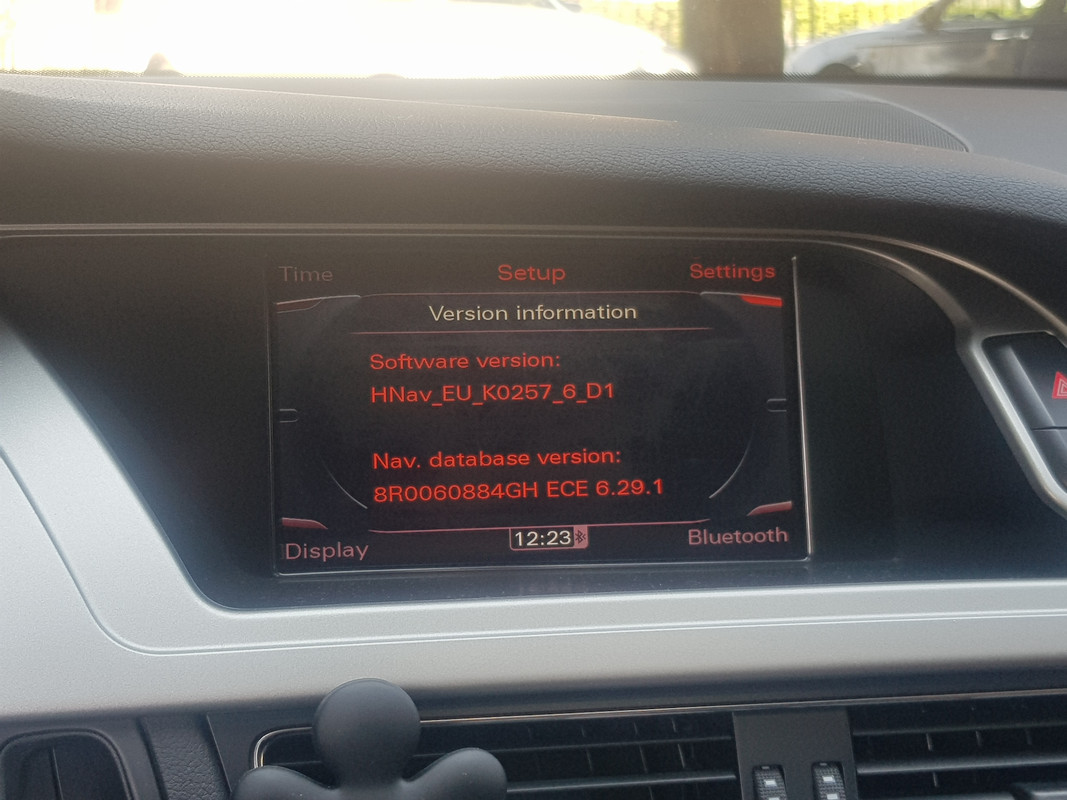 Time Setup Settings
Version information
Software version:
HNav_EU_K0257_6_D1
Nav. database version:
8R0060884GH ECE 6.29.1
Display 12:23 Bluetooth